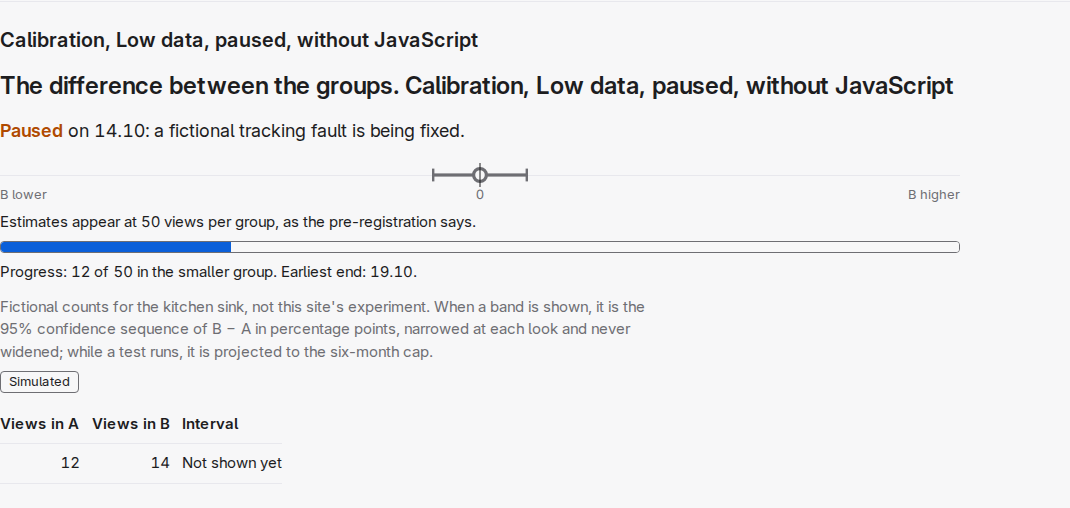 Calibration, Low data, paused, without JavaScript
The difference between the groups. Calibration, Low data, paused, without JavaScript
Paused on 14.10: a fictional tracking fault is being fixed.
B lower 0 B higher
Estimates appear at 50 views per group, as the pre-registration says.
Progress: 12 of 50 in the smaller group. Earliest end: 19.10.
Fictional counts for the kitchen sink, not this site's experiment. When a band is shown, it is the
95% confidence sequence of B − A in percentage points, narrowed at each look and never
widened; while a test runs, it is projected to the six-month cap.
Simulated
Views in A Views in B Interval
12 14 Not shown yet